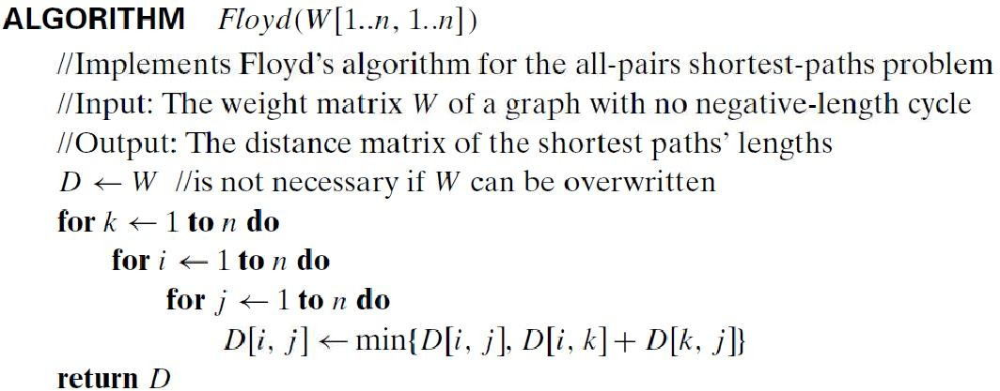 ALGORITHM Floyd(W[1..n, 1..n])
//Implements Floyd's algorithm for the all-pairs shortest-paths problem
//Input: The weight matrix W of a graph with no negative-length cycle
//Output: The distance matrix of the shortest paths' lengths
D ← W //is not necessary if W can be overwritten
for k ← 1 to n do
for i ← 1 to n do
for j ← 1 to n do
D[i, j] ← min{D[i, j], D[i, k] + D[k, j]}
return D